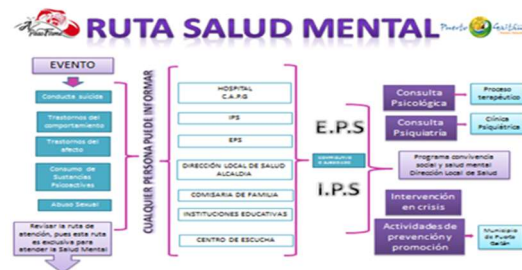 RUTA SALUD MENTAL
Puerto Gaitán
EVENTO
Conducta suicida
Trastornos del
comportamiento
Trastornos del
afecto
Consumo de
Sustancias
Psicoactivas
Abuso Sexual
Revisar la ruta de
atención, pues esta ruta
es exclusiva para
atender la Salud Mental
CUALQUIER PERSONA PUEDE INFORMAR
HOSPITAL
C.A.P.G
IPS
EPS
DIRECCIÓN LOCAL DE SALUD
ALCALDIA
COMISARIA DE FAMILIA
INSTITUCIONES EDUCATIVAS
CENTRO DE ESCUCHA
E.P.S
I.P.S
Consulta
Psicológica
Proceso
terapéutico
Consulta
Psiquiatría
Clínica
Psiquiátrica
Programa convivencia
social y salud mental
Dirección Local de Salud
Intervención
en crisis
Actividades de
prevención y
promoción
Municipio
de Puerto
Gaitán